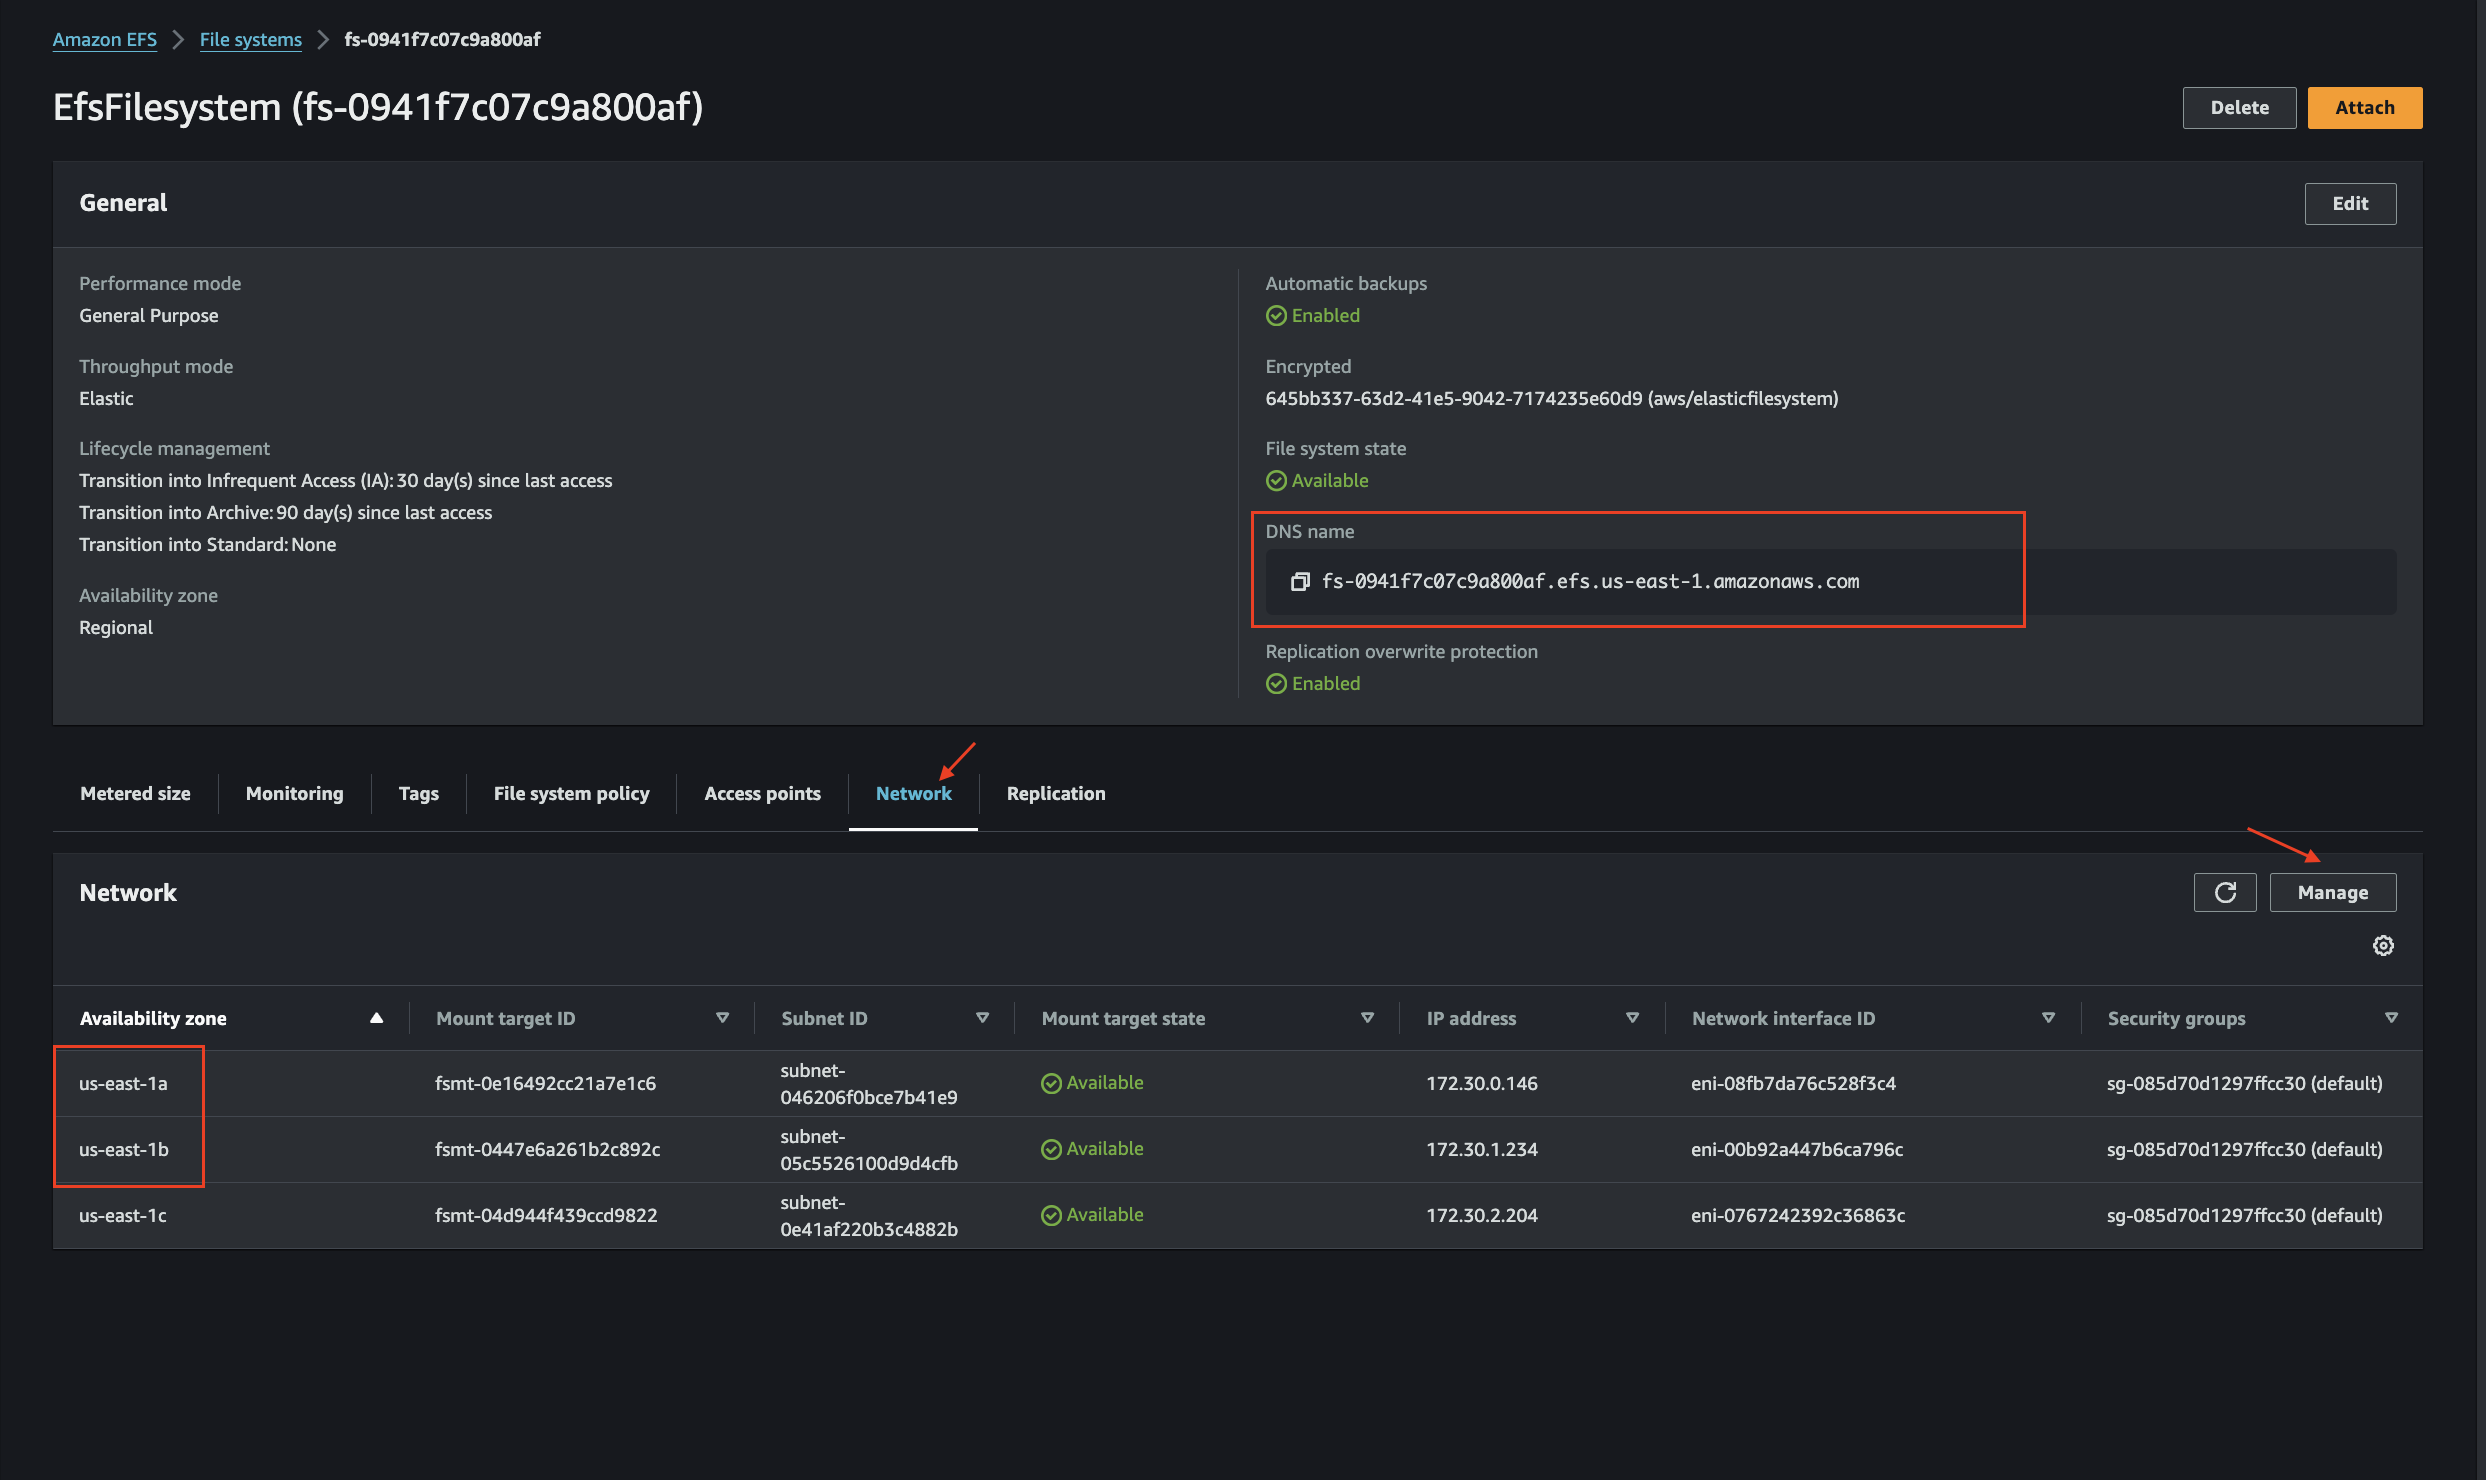 Amazon EFS > File systems > fs-0941f7c07c9a800af
EfsFilesystem (fs-0941f7c07c9a800af)
Delete
Attach
General
Edit
Performance mode
General Purpose
Throughput mode
Elastic
Lifecycle management
Transition into Infrequent Access (IA): 30 day(s) since last access
Transition into Archive: 90 day(s) since last access
Transition into Standard: None
Availability zone
Regional
Automatic backups
Enabled
Encrypted
645bb337-63d2-41e5-9042-7174235e60d9 (aws/elasticfilesystem)
File system state
Available
DNS name
fs-0941f7c07c9a800af.efs.us-east-1.amazonaws.com
Replication overwrite protection
Enabled
Metered size
Monitoring
Tags
File system policy
Access points
Network
Replication
Network
Manage
Availability zone
Mount target ID
Subnet ID
Mount target state
IP address
Network interface ID
Security groups
us-east-1a
fsmt-0e16492cc21a7e1c6
subnet-
046206f0bce7b41e9
Available
172.30.0.146
eni-08fb7da76c528f3c4
sg-085d70d1297ffcc30 (default)
us-east-1b
fsmt-0447e6a261b2c892c
subnet-
05c5526100d9d4cfb
Available
172.30.1.234
eni-00b92a447b6ca796c
sg-085d70d1297ffcc30 (default)
us-east-1c
fsmt-04d944f439ccd9822
subnet-
0e41af220b3c4882b
Available
172.30.2.204
eni-0767242392c36863c
sg-085d70d1297ffcc30 (default)